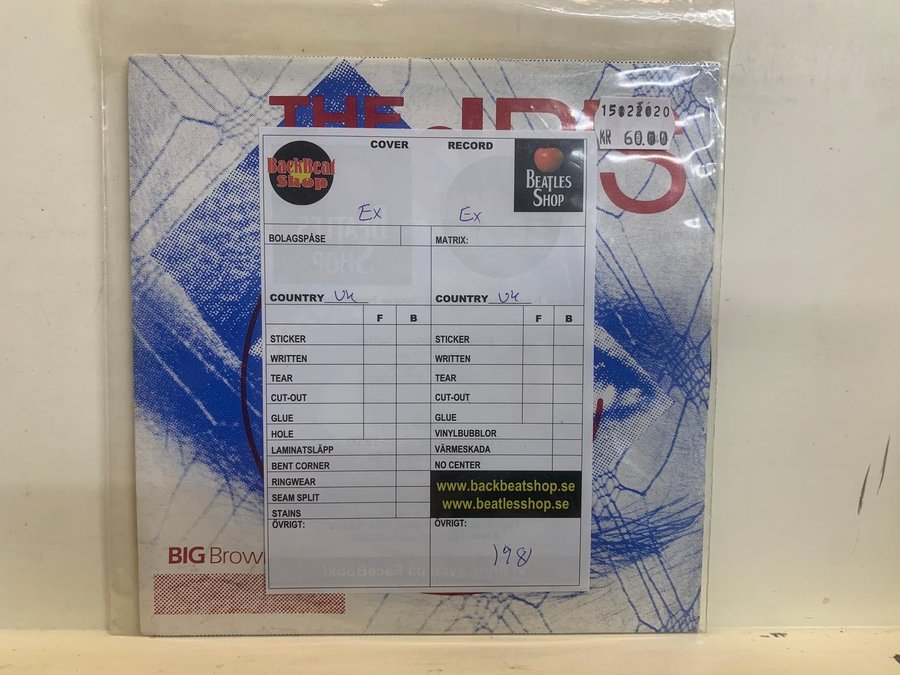 THE JB'S
15022020
KR 60.00
BackBeat
Shop
COVER RECORD
BEATLES
SHOP
Ex Ex
BOLAGSPÅSE MATRIX:
COUNTRY UK COUNTRY UK
F B F B
STICKER STICKER
WRITTEN WRITTEN
TEAR TEAR
CUT-OUT CUT-OUT
GLUE GLUE
HOLE VINYLBUBBLOR
LAMINATSLÄPP VÄRMESKADA
BENT CORNER NO CENTER
RINGWEAR
www.backbeatshop.se
SEAM SPLIT
www.beatlesshop.se
STAINS
ÖVRIGT: ÖVRIGT:
198
BIG Brow